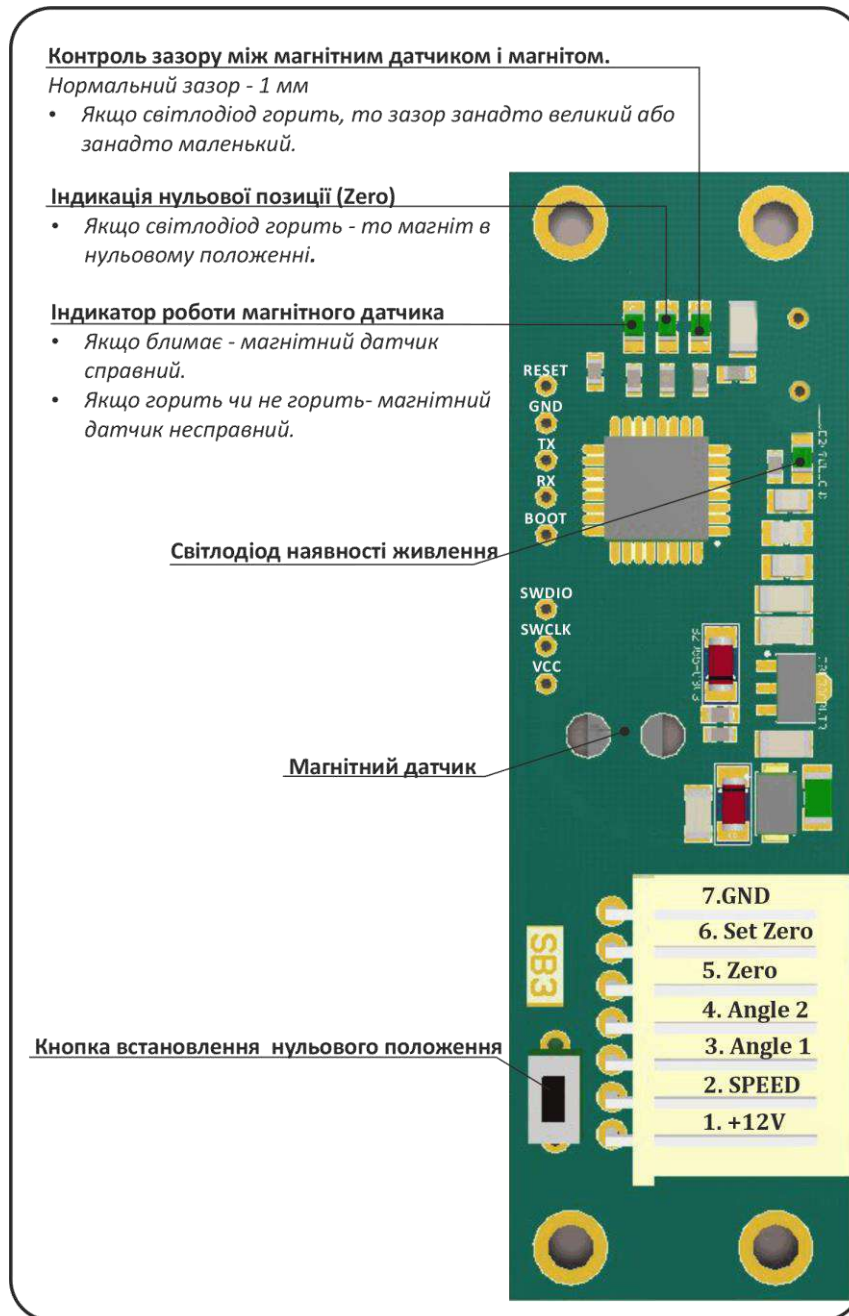 Контроль зазору між магнітним датчиком і магнітом.
Нормальний зазор - 1 мм
• Якщо світлодіод горить, то зазор занадто великий або
занадто маленький.
Індикація нульової позиції (Zero)
• Якщо світлодіод горить - то магніт в
нульовому положенні.
Індикатор роботи магнітного датчика
• Якщо блимає - магнітний датчик
справний.
• Якщо горить чи не горить- магнітний
датчик несправний.
RESET
GND
TX
RX
BOOT
Світлодіод наявності живлення
SWDIO
SWCLK
VCC
Магнітний датчик
7.GND
6. Set Zero
5. Zero
4. Angle 2
3. Angle 1
2. SPEED
1. +12V
SB3
Кнопка встановлення нульового положення